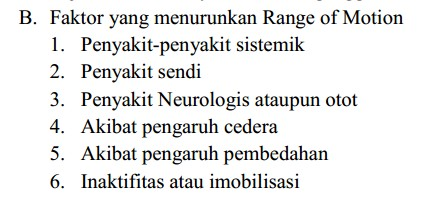 B. Faktor yang menurunkan Range of Motion
1. Penyakit-penyakit sistemik
2. Penyakit sendi
3. Penyakit Neurologis ataupun otot
4. Akibat pengaruh cedera
5. Akibat pengaruh pembedahan
6. Inaktifitas atau imobilisasi